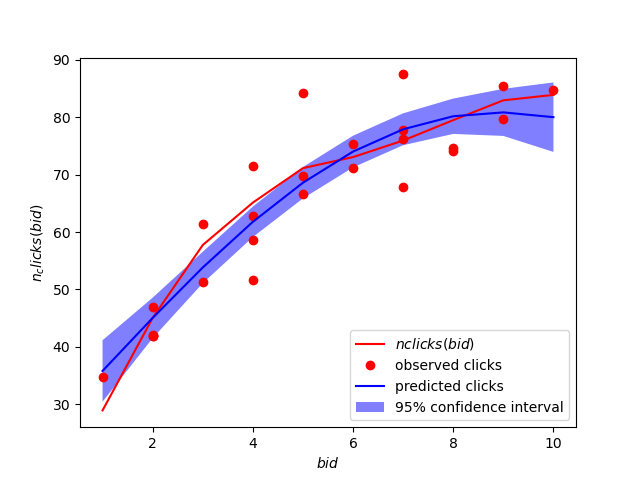 90
80
70
60
50
40
30
n_clicks(bid)
nclicks(bid)
observed clicks
predicted clicks
95% confidence interval
2
4
6
8
10
bid